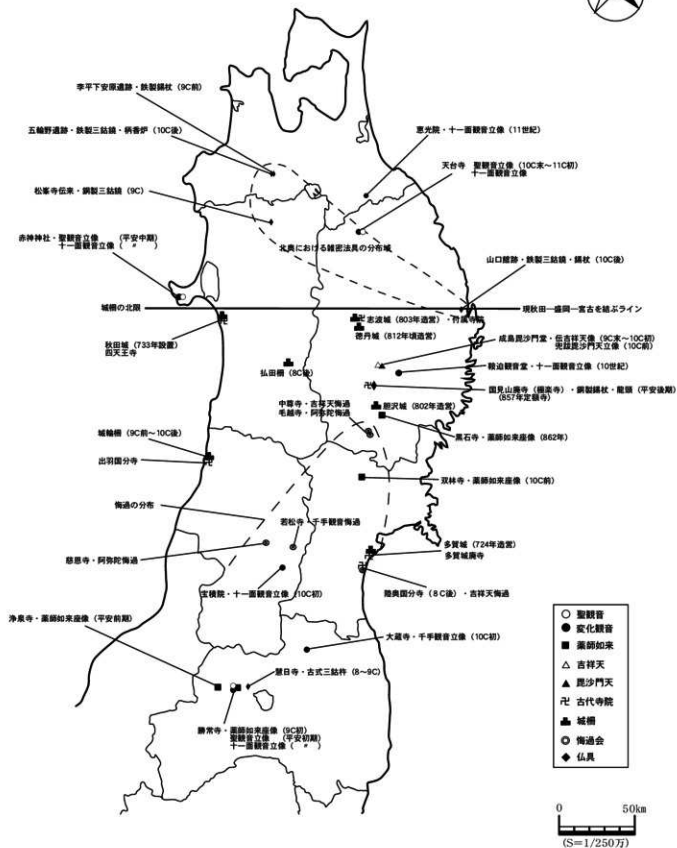 李平下安原遺跡・鉄製錫杖（9C前）
五輪野遺跡・鉄製三鈷鐃・柄香炉（10C後）
恵光院・十一面観音立像（11世紀）
天台寺　聖観音立像（10C末～11C初）
十一面観音立像
松峯寺伝来・銅製三鈷鐃（9C）
北奥における雑密法具の分布域
赤神神社・聖観音立像（平安中期）
十一面観音立像（　〃　）
山口館跡・鉄製三鈷鐃・錫杖（10C後）
城柵の北限
現秋田―盛岡―宮古を結ぶライン
志波城（803年造営）・付属寺院
徳丹城（812年頃造営）
秋田城（733年設置）
四天王寺
払田柵（8C後）
成島毘沙門堂・伝吉祥天像（9C末～10C初）
兜跋毘沙門天立像（10C前）
毘沙門堂
観音堂・十一面観音立像（10世紀）
国見山廃寺（極楽寺）・銅製錫杖・龍頭（平安後期）
（857年定額寺）
中尊寺・吉祥天悔過
毛越寺・阿弥陀悔過
胆沢城（802年造営）
黒石寺・薬師如来座像（862年）
城輪柵（9C前～10C後）
出羽国分寺
双林寺・薬師如来座像（10C前）
悔過の分布
若松寺・千手観音悔過
慈恩寺・阿弥陀悔過
多賀城（724年造営）
多賀城廃寺
宝積院・十一面観音立像（10C初）
陸奥国分寺（8C後）・吉祥天悔過
浄泉寺・薬師如来座像（平安前期）
大蔵寺・千手観音立像（10C初）
慧日寺・古式三鈷杵（8～9C）
勝常寺・薬師如来座像（9C初）
聖観音立像　（平安初期）
十一面観音立像（　〃　）
聖観音
変化観音
薬師如来
吉祥天
毘沙門天
古代寺院
城柵
悔過会
仏具
0　50km
(S=1/250万)